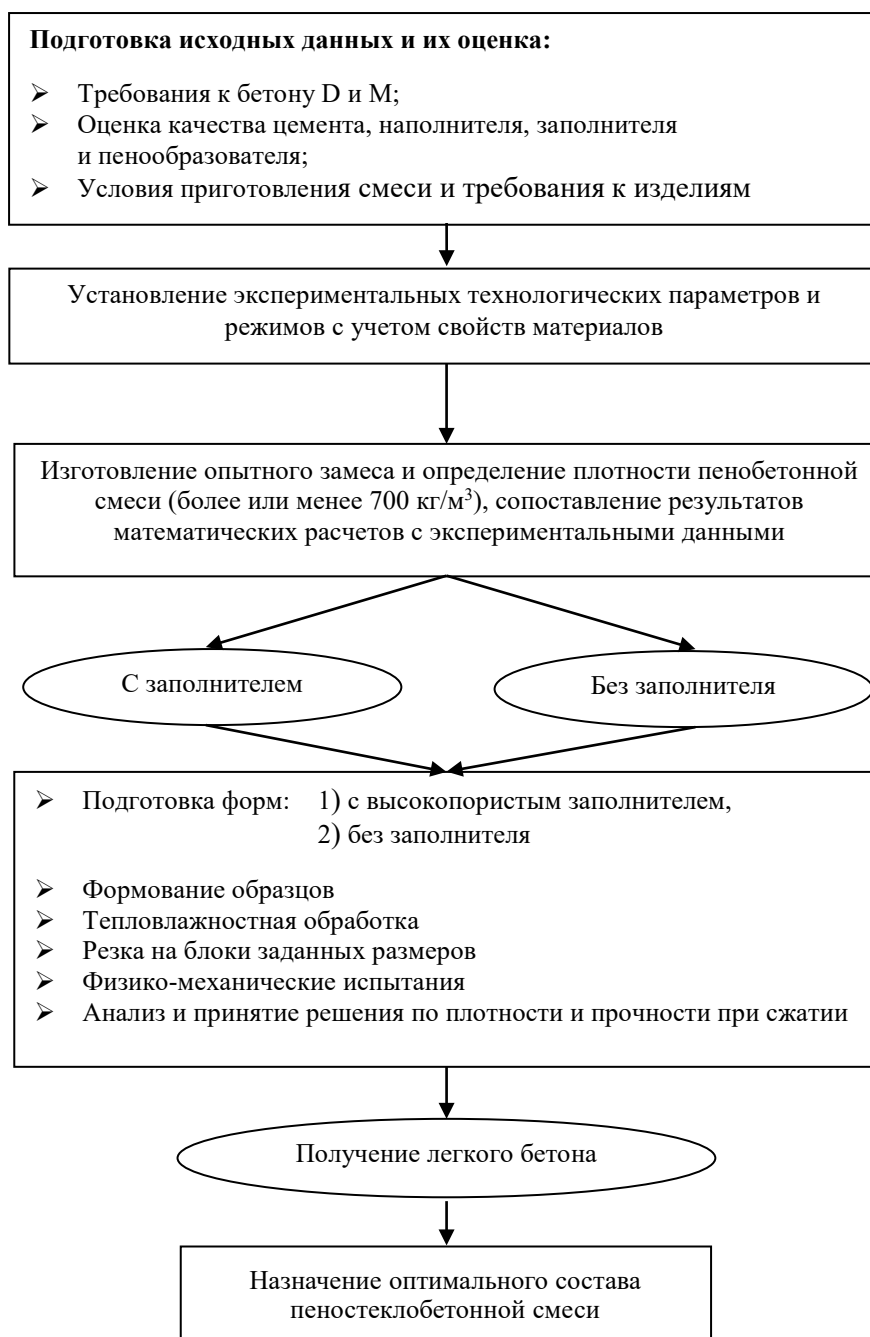 Подготовка исходных данных и их оценка:
➢ Требования к бетону D и М;
➢ Оценка качества цемента, наполнителя, заполнителя
и пенообразователя;
➢ Условия приготовления смеси и требования к изделиям
Установление экспериментальных технологических параметров и
режимов с учетом свойств материалов
Изготовление опытного замеса и определение плотности пенобетонной
смеси (более или менее 700 кг/м³), сопоставление результатов
математических расчетов с экспериментальными данными
С заполнителем
Без заполнителя
➢ Подготовка форм: 1) с высокопористым заполнителем,
2) без заполнителя
➢ Формование образцов
➢ Тепловлажностная обработка
➢ Резка на блоки заданных размеров
➢ Физико-механические испытания
➢ Анализ и принятие решения по плотности и прочности при сжатии
Получение легкого бетона
Назначение оптимального состава
пеностеклобетонной смеси